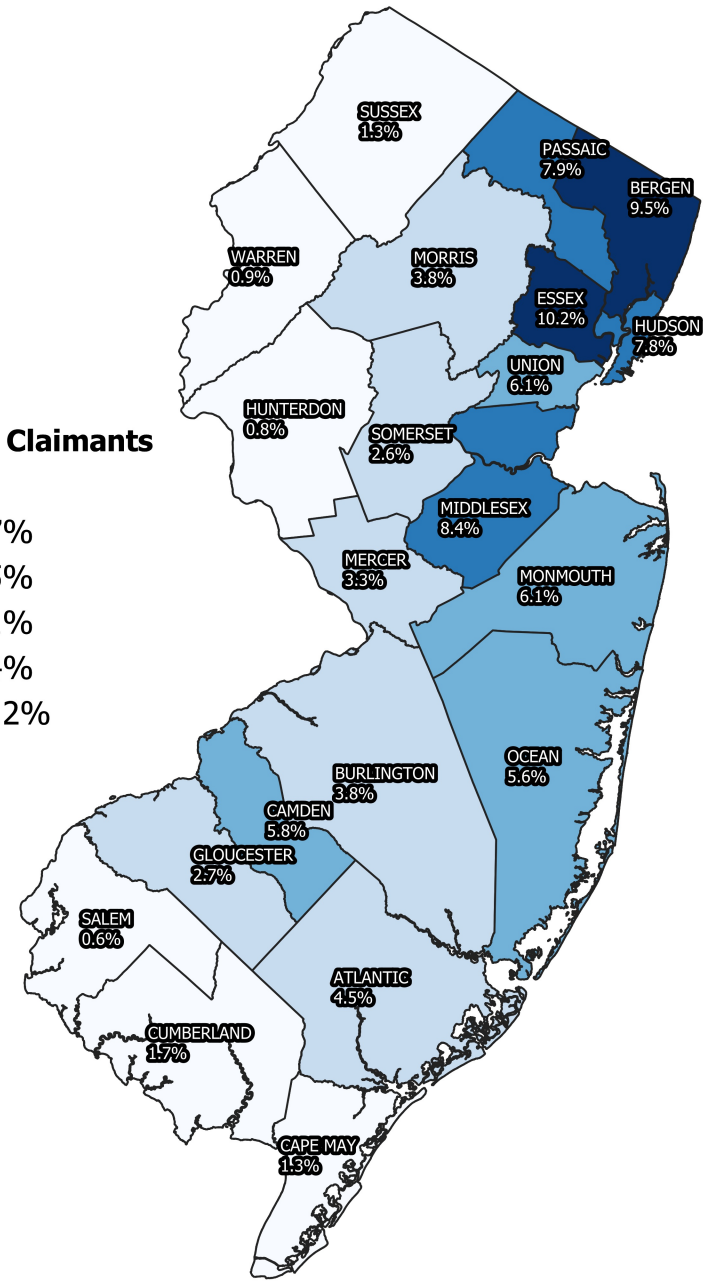 SUSSEX
1.3%
PASSAIC
7.9%
BERGEN
9.5%
WARREN
0.9%
MORRIS
3.8%
ESSEX
10.2%
HUDSON
7.8%
UNION
6.1%
HUNTERDON
0.8%
SOMERSET
2.6%
Claimants
MIDDLESEX
8.4%
%
%
%
%
2%
MERCER
3.3%
MONMOUTH
6.1%
OCEAN
5.6%
BURLINGTON
3.8%
CAMDEN
5.8%
GLOUCESTER
2.7%
SALEM
0.6%
ATLANTIC
4.5%
CUMBERLAND
1.7%
CAPE MAY
1.3%